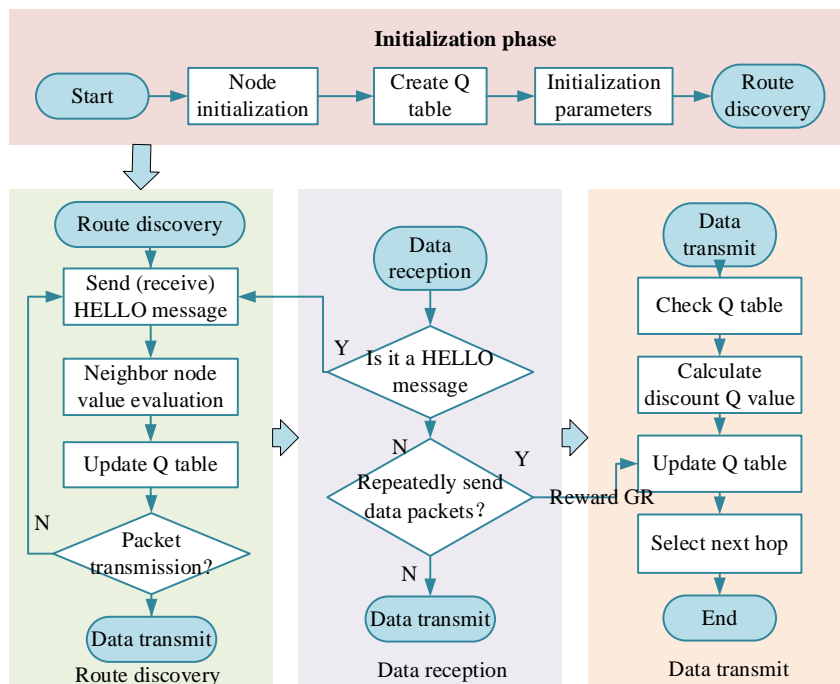 Initialization phase
Start
Node
initialization
Create Q
table
Initialization
parameters
Route
discovery
Route discovery
Send (receive)
HELLO message
Neighbor node
value evaluation
Update Q table
N
Packet
transmission?
Data transmit
Route discovery
Data
reception
Y
Is it a HELLO
message
N
Y
Repeatedly send
data packets?
Reward GR
N
Data transmit
Data reception
Data
transmit
Check Q table
Calculate
discount Q value
Update Q table
Select next hop
End
Data transmit